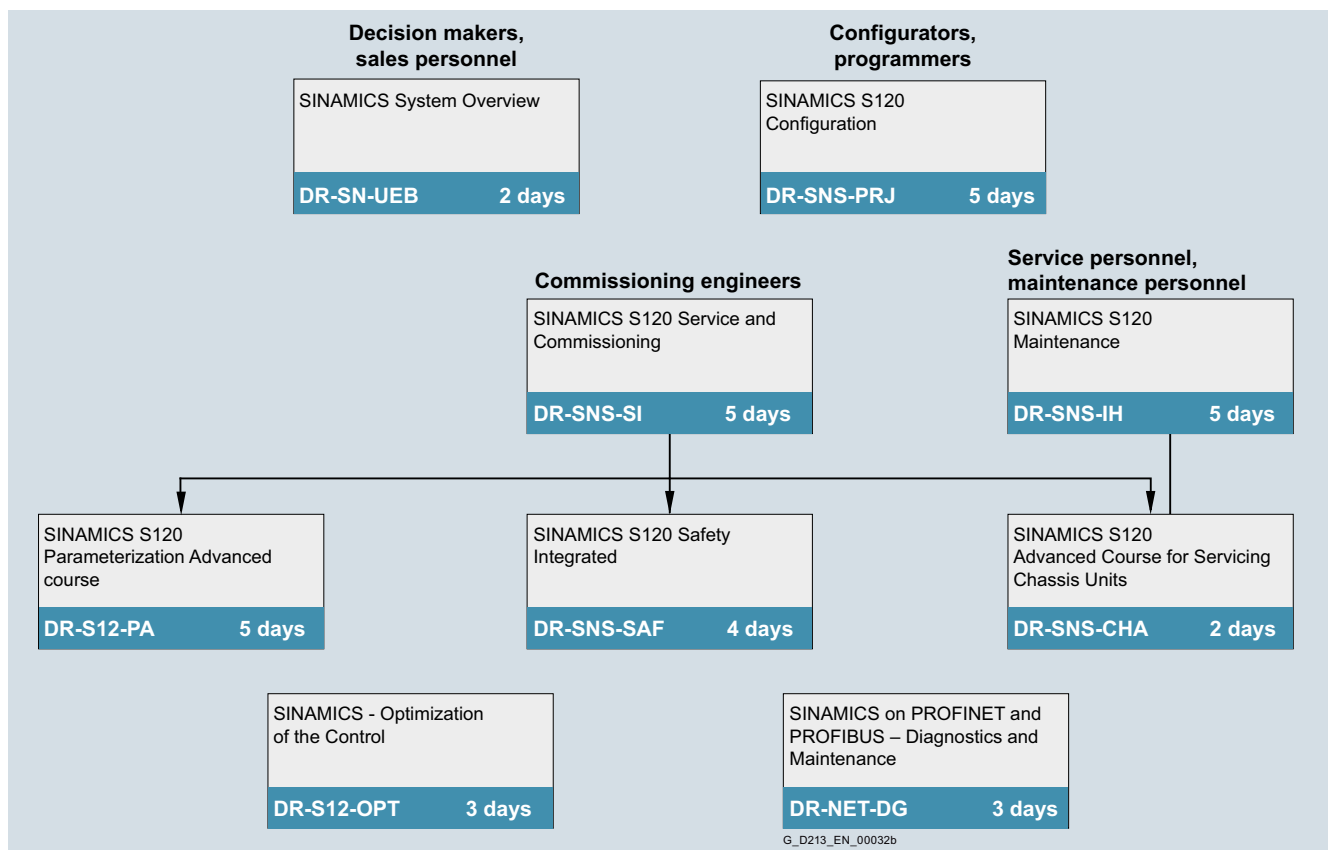 Decision makers,
sales personnel
SINAMICS System Overview
DR-SN-UEB 2 days
Configurators,
programmers
SINAMICS S120
Configuration
DR-SNS-PRJ 5 days
Commissioning engineers
SINAMICS S120 Service and
Commissioning
DR-SNS-SI 5 days
Service personnel,
maintenance personnel
SINAMICS S120
Maintenance
DR-SNS-IH 5 days
SINAMICS S120
Parameterization Advanced
course
DR-S12-PA 5 days
SINAMICS S120 Safety
Integrated
DR-SNS-SAF 4 days
SINAMICS S120
Advanced Course for Servicing
Chassis Units
DR-SNS-CHA 2 days
SINAMICS - Optimization
of the Control
DR-S12-OPT 3 days
SINAMICS on PROFINET and
PROFIBUS – Diagnostics and
Maintenance
DR-NET-DG 3 days
G_D213_EN_00032b